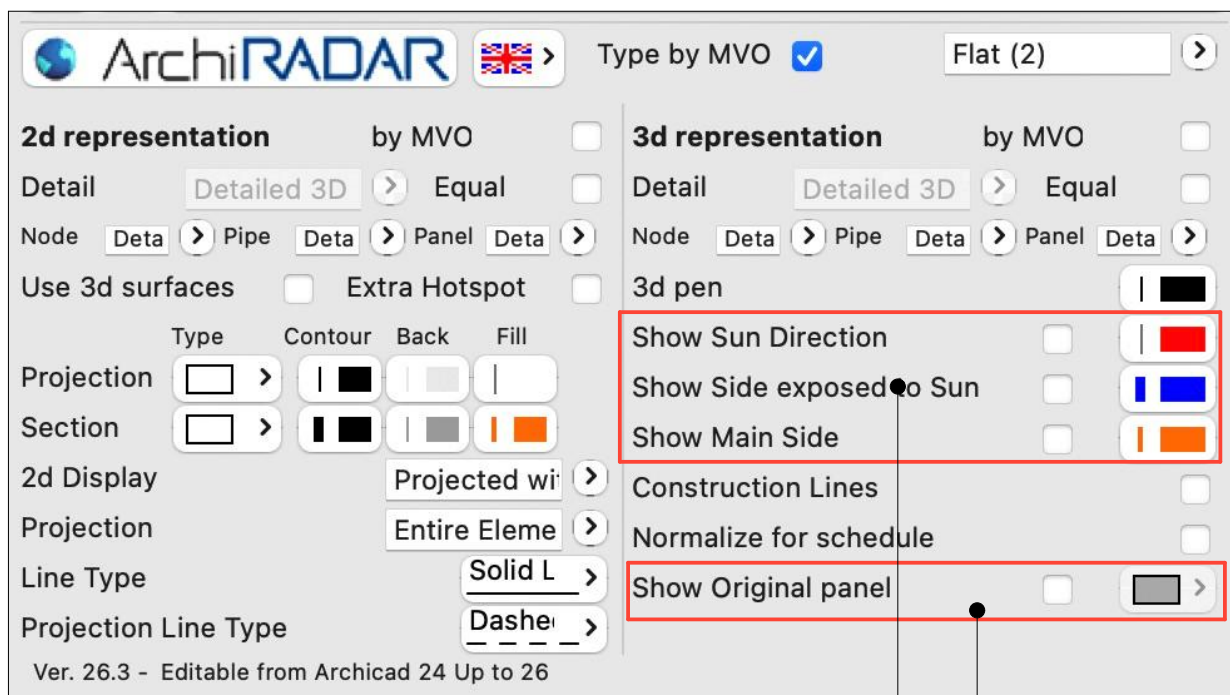 ArchiRADAR
Type by MVO
Flat (2)
2d representation by MVO
Detail Detailed 3D Equal
Node Deta Pipe Deta Panel Deta
Use 3d surfaces Extra Hotspot
Type Contour Back Fill
Projection
Section
2d Display Projected wi
Projection Entire Eleme
Line Type Solid L
Projection Line Type Dashe
Ver. 26.3 - Editable from Archicad 24 Up to 26
3d representation by MVO
Detail Detailed 3D Equal
Node Deta Pipe Deta Panel Deta
3d pen
Show Sun Direction
Show Side exposed to Sun
Show Main Side
Construction Lines
Normalize for schedule
Show Original panel